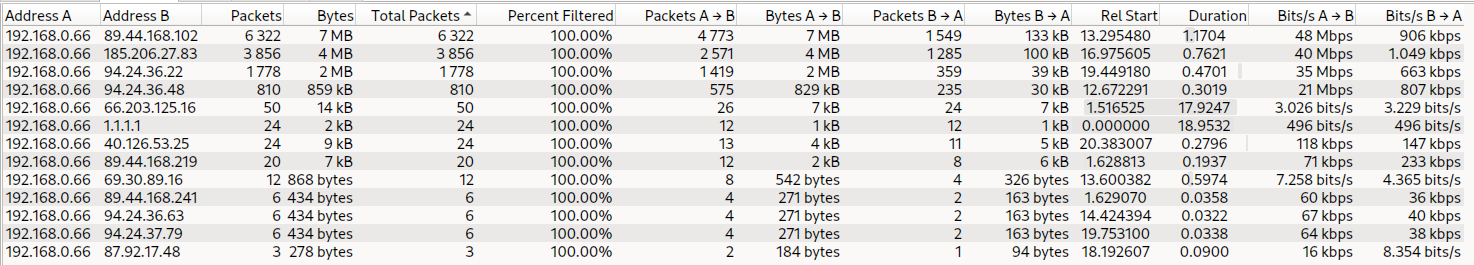 Address A Address B Packets Bytes Total Packets Percent Filtered Packets A → B Bytes A → B Packets B → A Bytes B → A Rel Start Duration Bits/s A → B Bits/s B → A
192.168.0.66 89.44.168.102 6 322 7 MB 6 322 100.00% 4 773 7 MB 1 549 133 kB 13.295480 1.1704 48 Mbps 906 kbps
192.168.0.66 185.206.27.83 3 856 4 MB 3 856 100.00% 2 571 4 MB 1 285 100 kB 16.975605 0.7621 40 Mbps 1.049 kbps
192.168.0.66 94.24.36.22 1 778 2 MB 1 778 100.00% 1 419 2 MB 359 39 kB 19.449180 0.4701 35 Mbps 663 kbps
192.168.0.66 94.24.36.48 810 859 kB 810 100.00% 575 829 kB 235 30 kB 12.672291 0.3019 21 Mbps 807 kbps
192.168.0.66 66.203.125.16 50 14 kB 50 100.00% 26 7 kB 24 7 kB 1.516525 17.9247 3.026 bits/s 3.229 bits/s
192.168.0.66 1.1.1.1 24 2 kB 24 100.00% 12 1 kB 12 1 kB 0.000000 18.9532 496 bits/s 496 bits/s
192.168.0.66 40.126.53.25 24 9 kB 24 100.00% 13 4 kB 11 5 kB 20.383007 0.2796 118 kbps 147 kbps
192.168.0.66 89.44.168.219 20 7 kB 20 100.00% 12 2 kB 8 6 kB 1.628813 0.1937 71 kbps 233 kbps
192.168.0.66 69.30.89.16 12 868 bytes 12 100.00% 8 542 bytes 4 326 bytes 13.600382 0.5974 7.258 bits/s 4.365 bits/s
192.168.0.66 89.44.168.241 6 434 bytes 6 100.00% 4 271 bytes 2 163 bytes 1.629070 0.0358 60 kbps 36 kbps
192.168.0.66 94.24.36.63 6 434 bytes 6 100.00% 4 271 bytes 2 163 bytes 14.424394 0.0322 67 kbps 40 kbps
192.168.0.66 94.24.37.79 6 434 bytes 6 100.00% 4 271 bytes 2 163 bytes 19.753100 0.0338 64 kbps 38 kbps
192.168.0.66 87.92.17.48 3 278 bytes 3 100.00% 2 184 bytes 1 94 bytes 18.192607 0.0900 16 kbps 8.354 bits/s